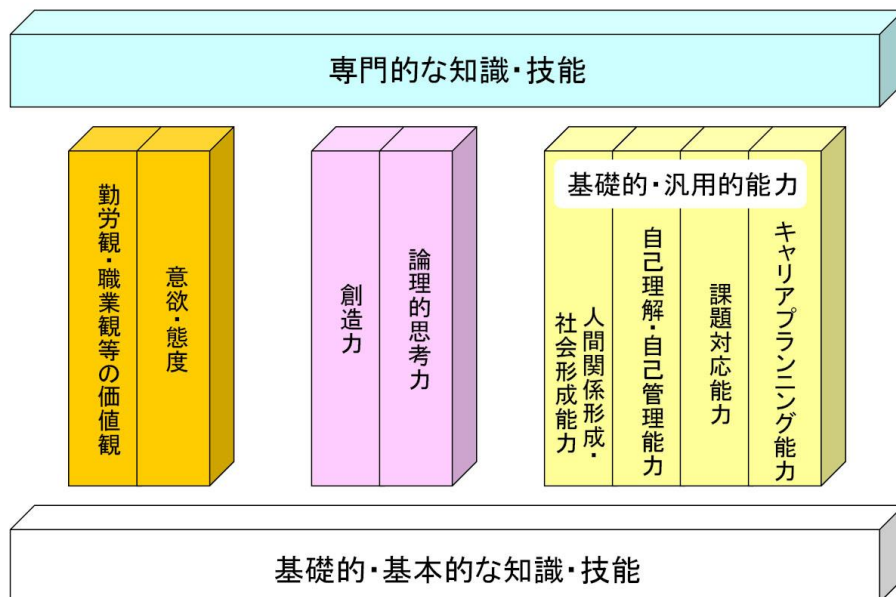 専門的な知識・技能
勤労観・職業観等の価値観
意欲・態度
創造力
論理的思考力
基礎的・汎用的能力
人間関係形成・
社会形成能力
自己理解・自己管理能力
課題対応能力
キャリアプランニング能力
基礎的・基本的な知識・技能